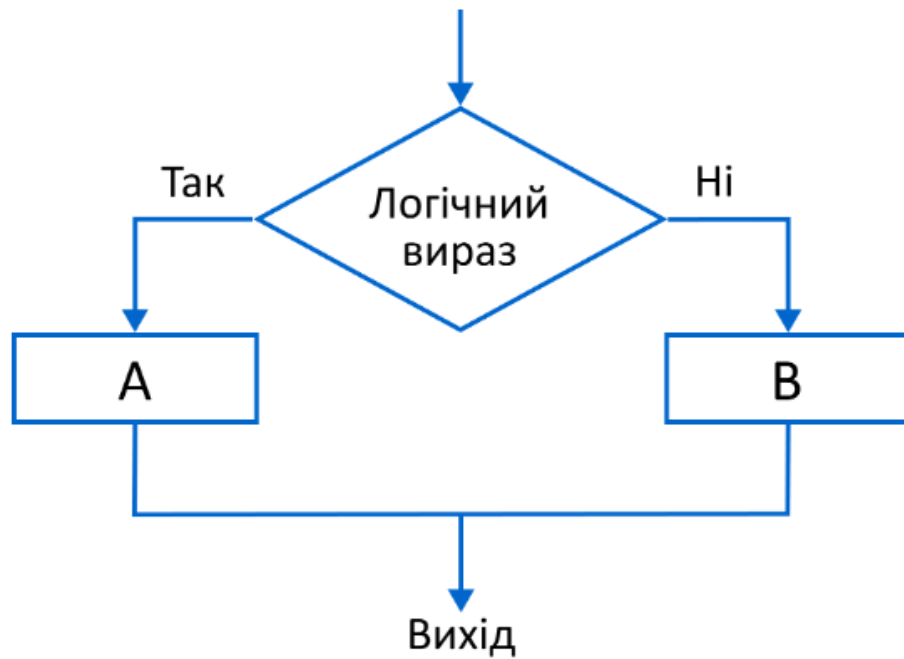 Так
Логічний
вираз
Ні
А
В
Вихід